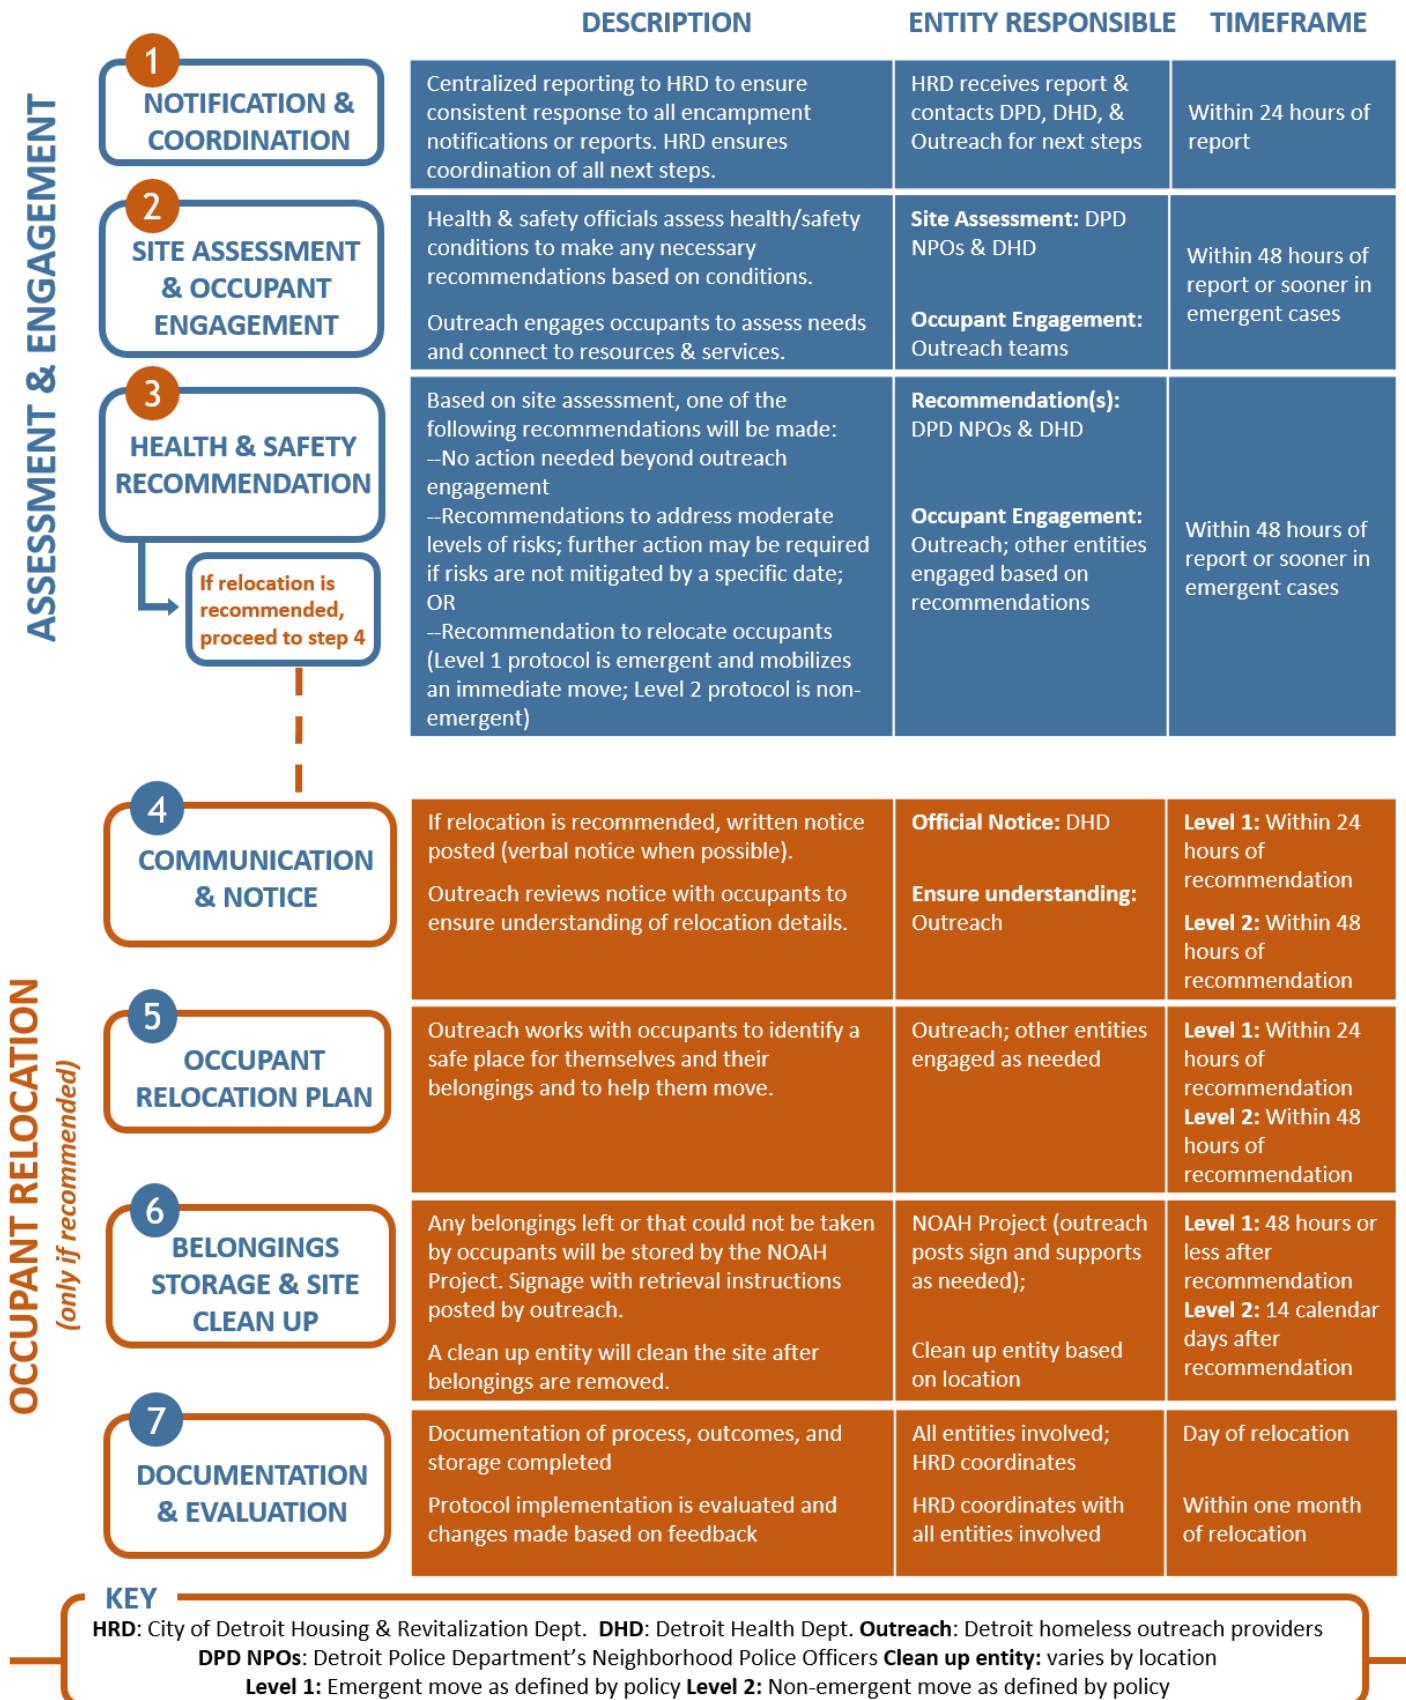 DESCRIPTION
ENTITY RESPONSIBLE
TIMEFRAME
ASSESSMENT & ENGAGEMENT
1
NOTIFICATION &
COORDINATION
Centralized reporting to HRD to ensure
consistent response to all encampment
notifications or reports. HRD ensures
coordination of all next steps.
HRD receives report &
contacts DPD, DHD, &
Outreach for next steps
Within 24 hours of
report
2
SITE ASSESSMENT
& OCCUPANT
ENGAGEMENT
Health & safety officials assess health/safety
conditions to make any necessary
recommendations based on conditions.
Outreach engages occupants to assess needs
and connect to resources & services.
Site Assessment: DPD
NPOs & DHD
Occupant Engagement:
Outreach teams
Within 48 hours of
report or sooner in
emergent cases
3
HEALTH & SAFETY
RECOMMENDATION
If relocation is
recommended,
proceed to step 4
Based on site assessment, one of the
following recommendations will be made:
--No action needed beyond outreach
engagement
--Recommendations to address moderate
levels of risks; further action may be required
if risks are not mitigated by a specific date;
OR
--Recommendation to relocate occupants
(Level 1 protocol is emergent and mobilizes
an immediate move; Level 2 protocol is non-
emergent)
Recommendation(s):
DPD NPOs & DHD
Occupant Engagement:
Outreach; other entities
engaged based on
recommendations
Within 48 hours of
report or sooner in
emergent cases
OCCUPANT RELOCATION
(only if recommended)
4
COMMUNICATION
& NOTICE
If relocation is recommended, written notice
posted (verbal notice when possible).
Outreach reviews notice with occupants to
ensure understanding of relocation details.
Official Notice: DHD
Ensure understanding:
Outreach
Level 1: Within 24
hours of
recommendation
Level 2: Within 48
hours of
recommendation
5
OCCUPANT
RELOCATION PLAN
Outreach works with occupants to identify a
safe place for themselves and their
belongings and to help them move.
Outreach; other entities
engaged as needed
Level 1: Within 24
hours of
recommendation
Level 2: Within 48
hours of
recommendation
6
BELONGINGS
STORAGE & SITE
CLEAN UP
Any belongings left or that could not be taken
by occupants will be stored by the NOAH
Project. Signage with retrieval instructions
posted by outreach.
A clean up entity will clean the site after
belongings are removed.
NOAH Project (outreach
posts sign and supports
as needed);
Clean up entity based
on location
Level 1: 48 hours or
less after
recommendation
Level 2: 14 calendar
days after
recommendation
7
DOCUMENTATION
& EVALUATION
Documentation of process, outcomes, and
storage completed
Protocol implementation is evaluated and
changes made based on feedback
All entities involved;
HRD coordinates
HRD coordinates with
all entities involved
Day of relocation
Within one month
of relocation
KEY
HRD: City of Detroit Housing & Revitalization Dept. DHD: Detroit Health Dept. Outreach: Detroit homeless outreach providers
DPD NPOs: Detroit Police Department’s Neighborhood Police Officers Clean up entity: varies by location
Level 1: Emergent move as defined by policy Level 2: Non-emergent move as defined by policy